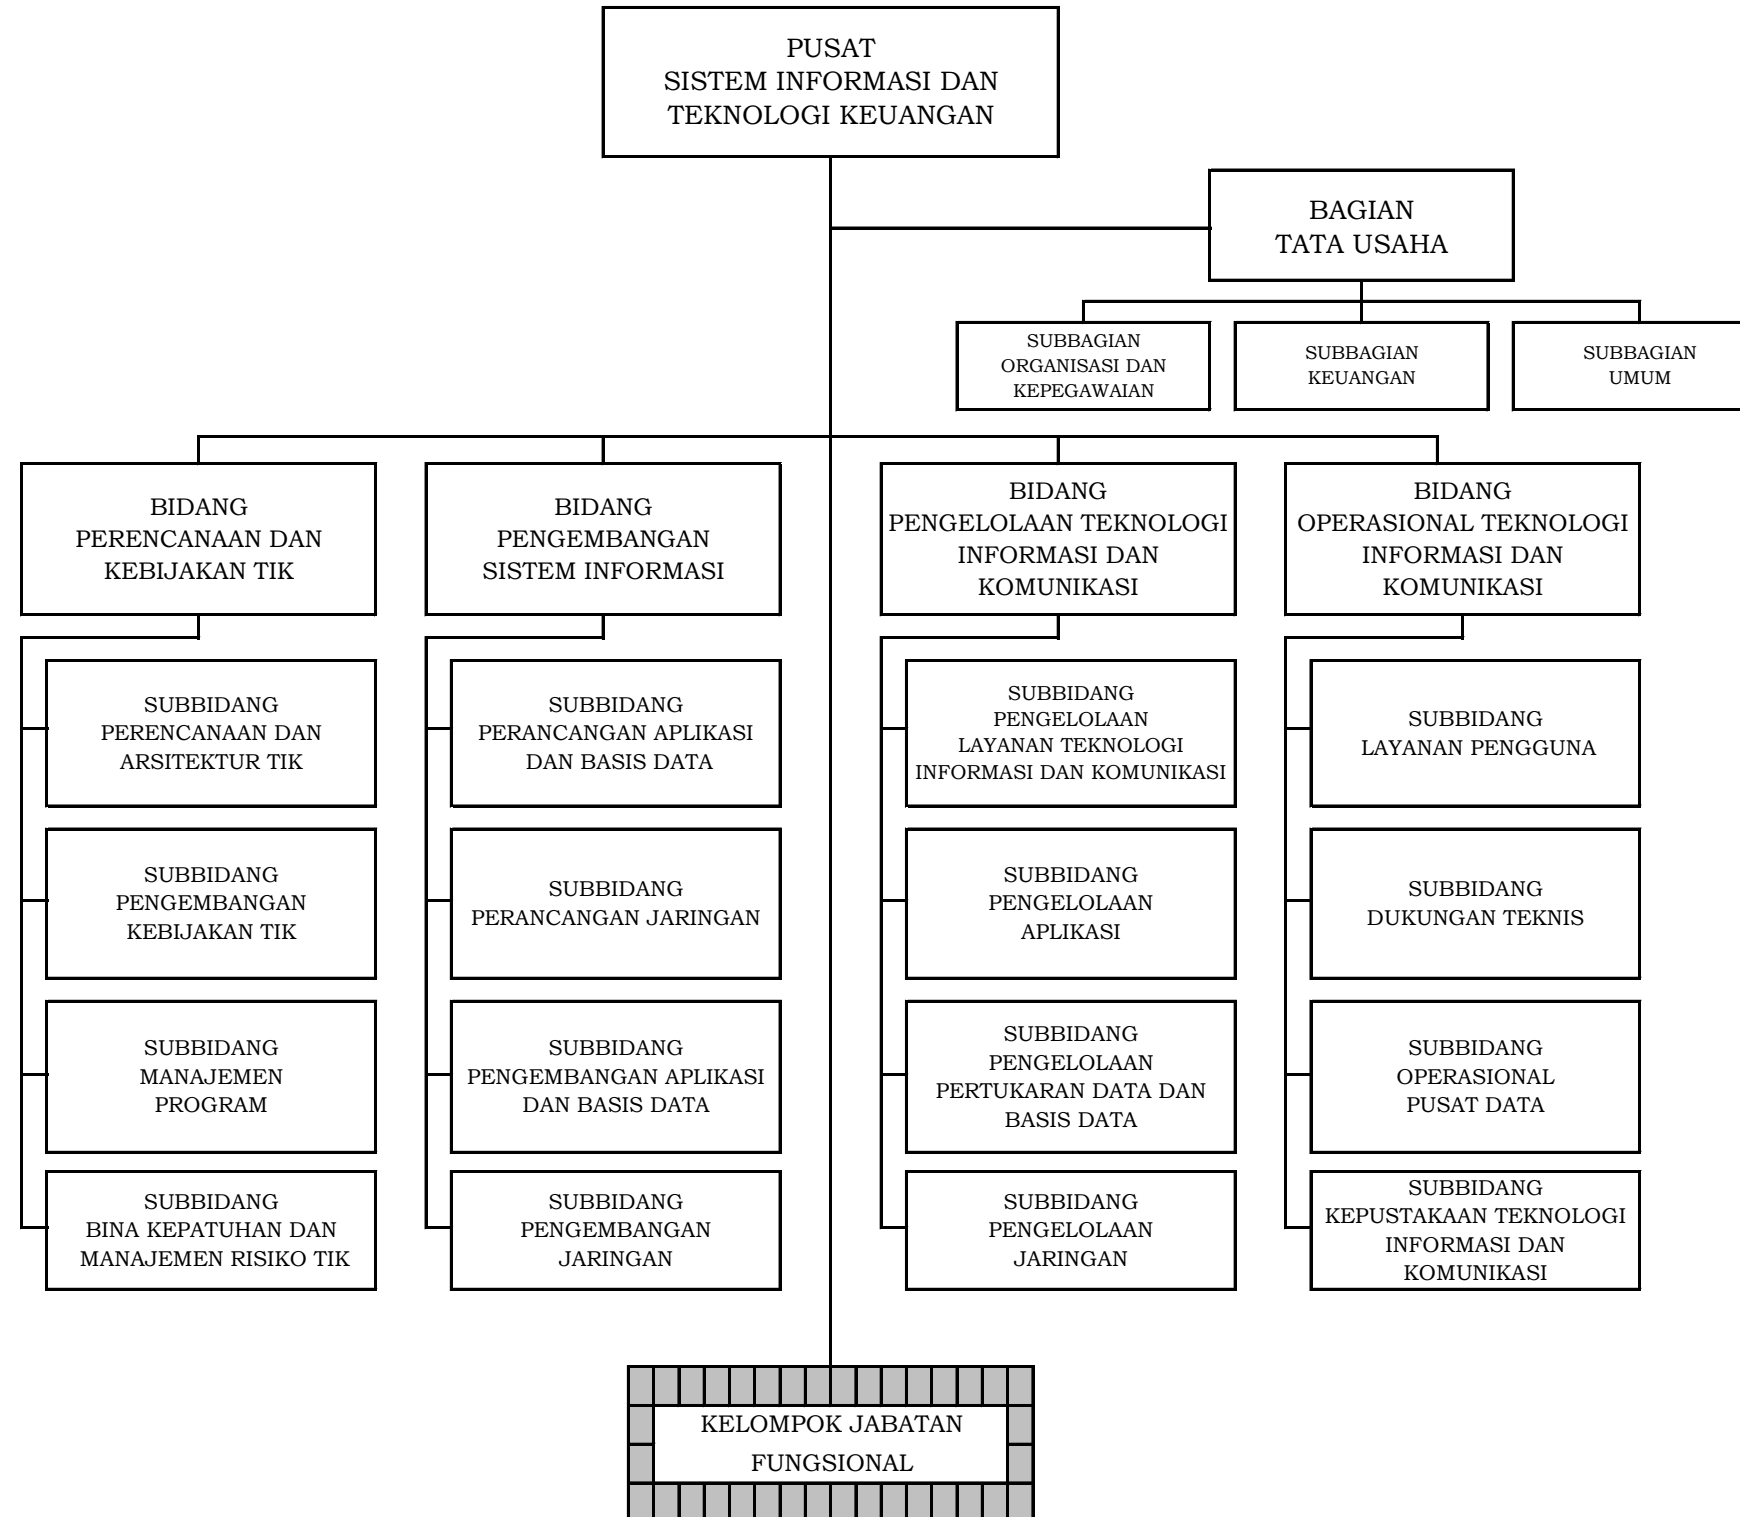 PUSAT
SISTEM INFORMASI DAN
TEKNOLOGI KEUANGAN
BAGIAN
TATA USAHA
SUBBAGIAN
ORGANISASI DAN
KEPEGAWAIAN
SUBBAGIAN
KEUANGAN
SUBBAGIAN
UMUM
BIDANG
PERENCANAAN DAN
KEBIJAKAN TIK
BIDANG
PENGEMBANGAN
SISTEM INFORMASI
BIDANG
PENGELOLAAN TEKNOLOGI
INFORMASI DAN
KOMUNIKASI
BIDANG
OPERASIONAL TEKNOLOGI
INFORMASI DAN
KOMUNIKASI
SUBBIDANG
PERENCANAAN DAN
ARSITEKTUR TIK
SUBBIDANG
PERANCANGAN APLIKASI
DAN BASIS DATA
SUBBIDANG
PENGELOLAAN
LAYANAN TEKNOLOGI
INFORMASI DAN KOMUNIKASI
SUBBIDANG
LAYANAN PENGGUNA
SUBBIDANG
PENGEMBANGAN
KEBIJAKAN TIK
SUBBIDANG
PERANCANGAN JARINGAN
SUBBIDANG
PENGELOLAAN
APLIKASI
SUBBIDANG
DUKUNGAN TEKNIS
SUBBIDANG
MANAJEMEN
PROGRAM
SUBBIDANG
PENGEMBANGAN APLIKASI
DAN BASIS DATA
SUBBIDANG
PENGELOLAAN
PERTUKARAN DATA DAN
BASIS DATA
SUBBIDANG
OPERASIONAL
PUSAT DATA
SUBBIDANG
BINA KEPATUHAN DAN
MANAJEMEN RISIKO TIK
SUBBIDANG
PENGEMBANGAN
JARINGAN
SUBBIDANG
PENGELOLAAN
JARINGAN
SUBBIDANG
KEPUSTAKAAN TEKNOLOGI
INFORMASI DAN
KOMUNIKASI
KELOMPOK JABATAN
FUNGSIONAL